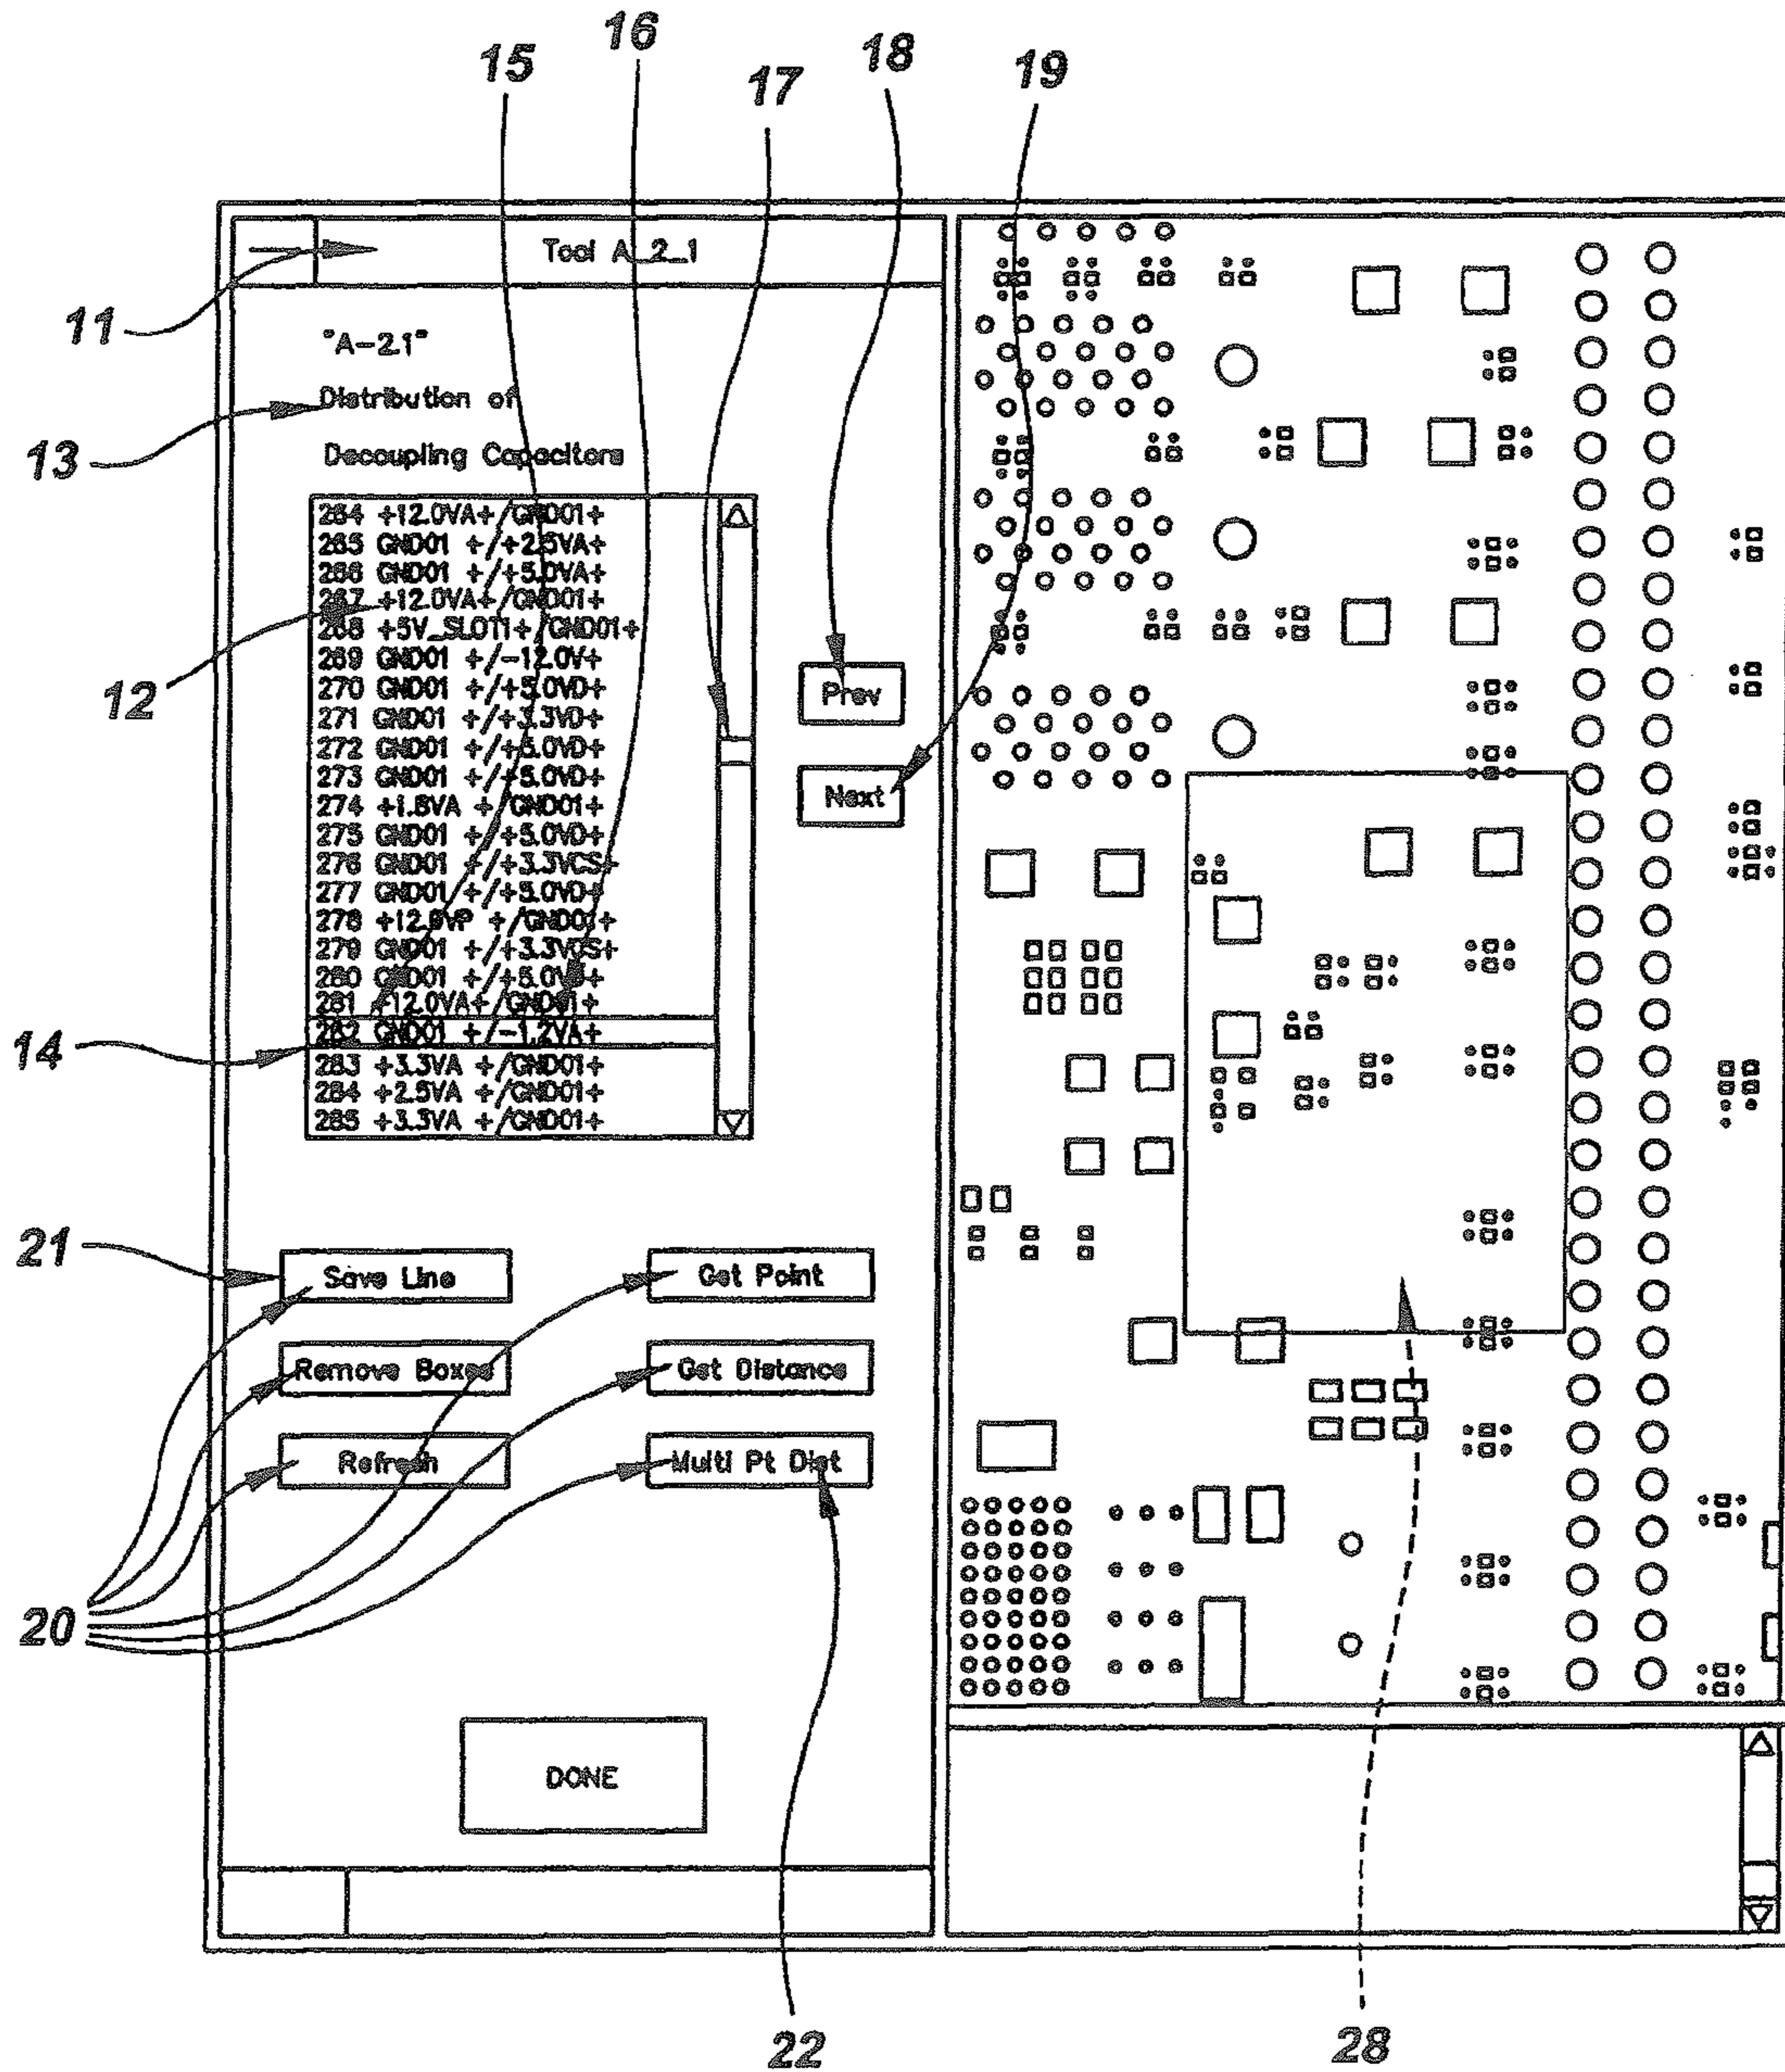 15
16
17
18
19
Tool A_2_1
11
"A-2.1"
13
Distribution of
Decoupling Capacitors
12
264 +12.0VA+/GND01+
265 GND01 +/+2.5VA+
266 GND01 +/+5.0VA+
267 +12.0VA+/GND01+
268 +5V_SLOT1+/GND01+
269 GND01 +/-12.0V+
270 GND01 +/+5.0VD+
271 GND01 +/+3.3VD+
272 GND01 +/+5.0VD+
273 GND01 +/+5.0VD+
274 +1.8VA +/GND01+
275 GND01 +/+5.0VD+
276 GND01 +/+3.3VCS+
277 GND01 +/+5.0VD+
278 +12.0VP +/GND01+
279 GND01 +/+3.3VCS+
280 GND01 +/+5.0VD+
281 +12.0VA+/GND01+
282 GND01 +/-1.2VA+
283 +3.3VA +/GND01+
284 +2.5VA +/GND01+
285 +3.3VA +/GND01+
Prev
Next
14
21
Save Line
Get Point
Remove Boxes
Get Distance
Refresh
Multi Pt Dist
20
DONE
22
28